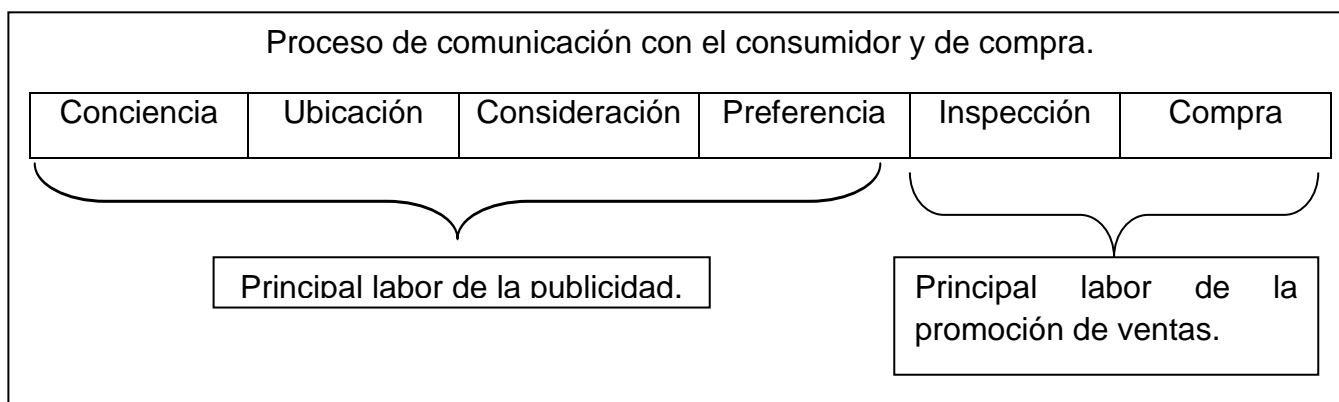 Proceso de comunicación con el consumidor y de compra.
Conciencia Ubicación Consideración Preferencia Inspección Compra
Principal labor de la publicidad.
Principal labor de la
promoción de ventas.